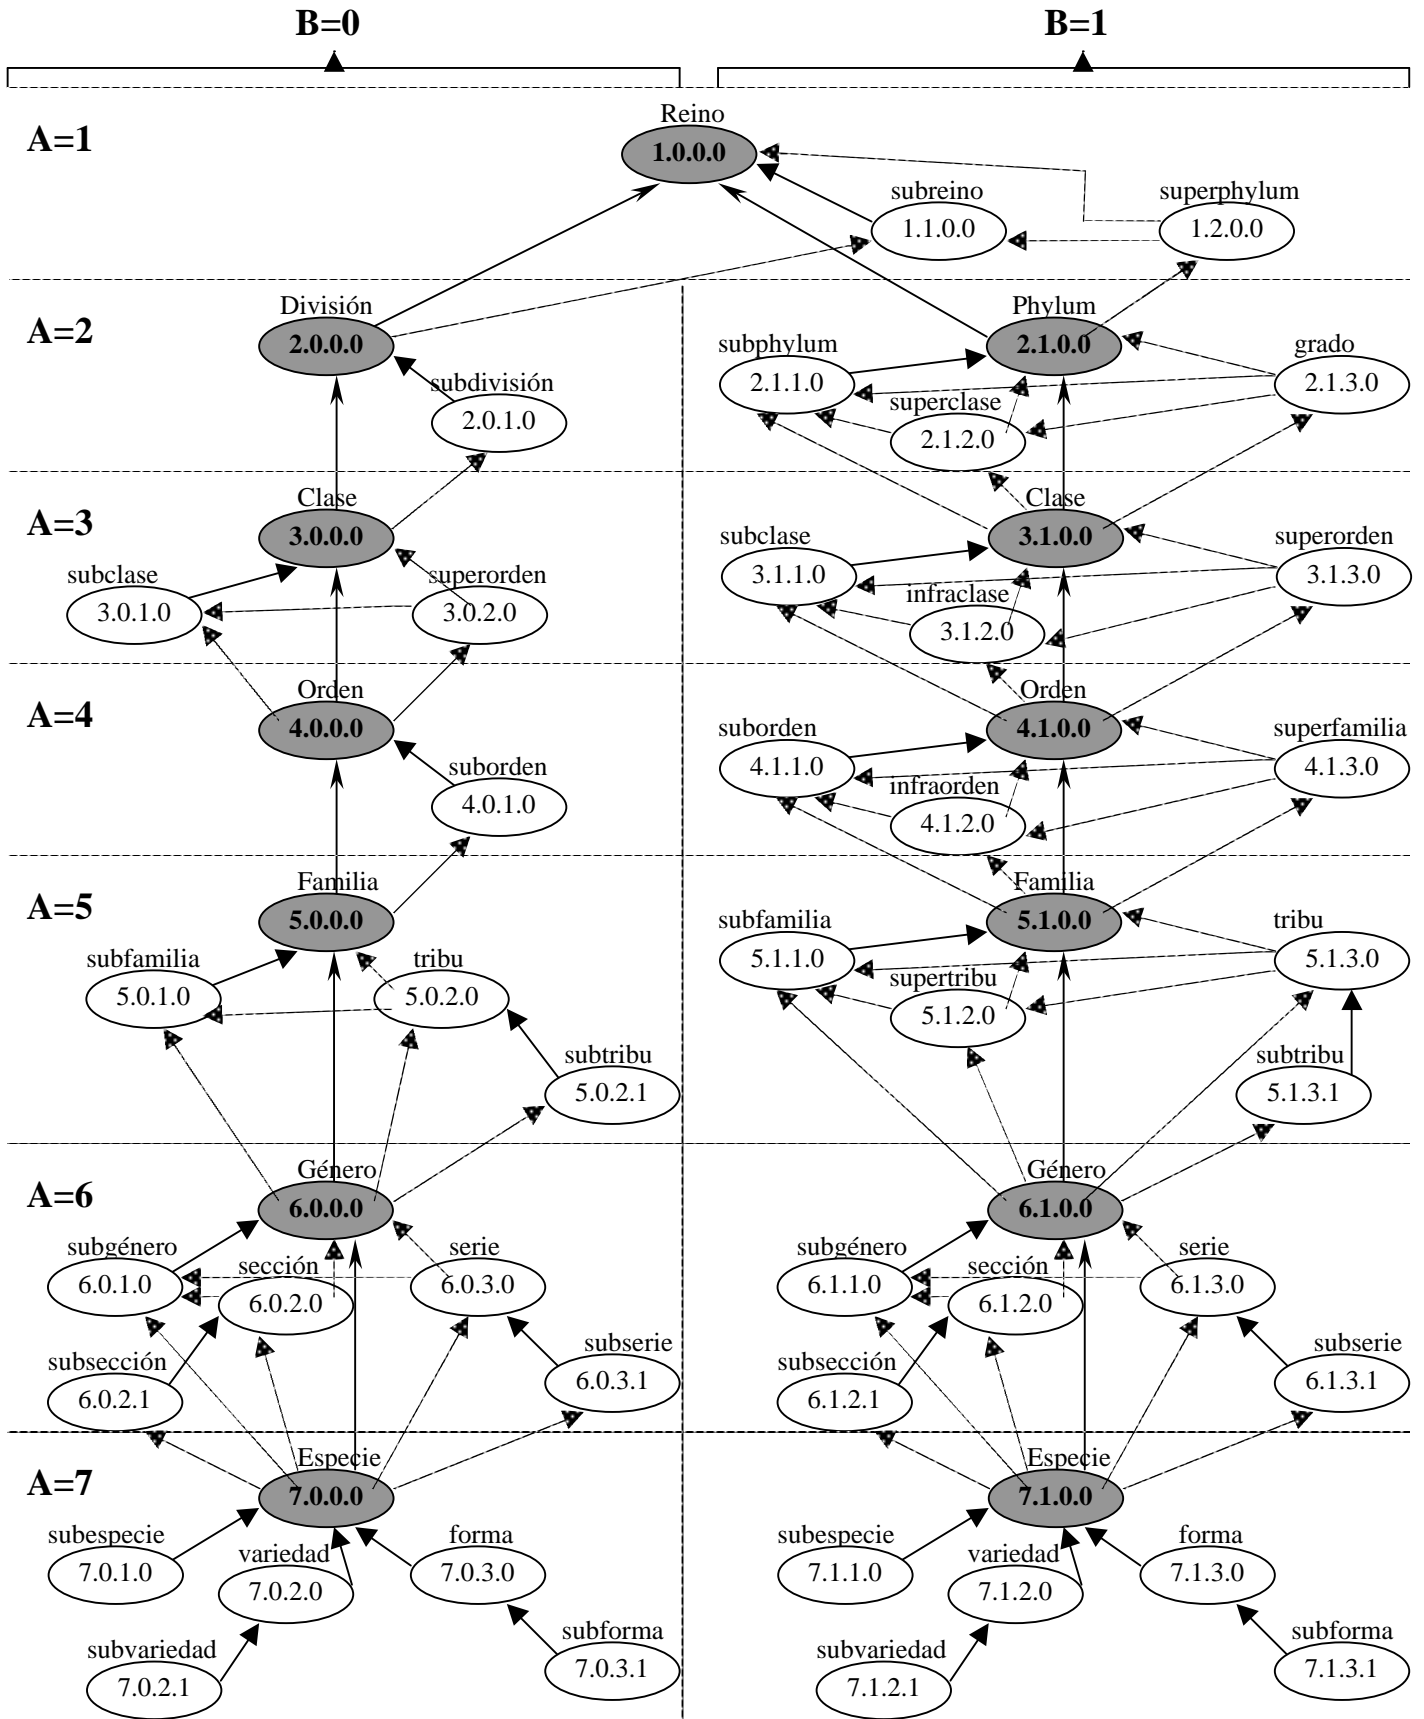 B=0
B=1
A=1
Reino
1.0.0.0
subreino
1.1.0.0
superphylum
1.2.0.0
A=2
División
2.0.0.0
subdivisión
2.0.1.0
Phylum
2.1.0.0
subphylum
2.1.1.0
superclase
2.1.2.0
grado
2.1.3.0
A=3
Clase
3.0.0.0
subclase
3.0.1.0
superorden
3.0.2.0
Clase
3.1.0.0
subclase
3.1.1.0
infraclase
3.1.2.0
superorden
3.1.3.0
A=4
Orden
4.0.0.0
suborden
4.0.1.0
Orden
4.1.0.0
suborden
4.1.1.0
infraorden
4.1.2.0
superfamilia
4.1.3.0
A=5
Familia
5.0.0.0
subfamilia
5.0.1.0
tribu
5.0.2.0
subtribu
5.0.2.1
Familia
5.1.0.0
subfamilia
5.1.1.0
supertribu
5.1.2.0
tribu
5.1.3.0
subtribu
5.1.3.1
A=6
Género
6.0.0.0
subgénero
6.0.1.0
sección
6.0.2.0
serie
6.0.3.0
subsección
6.0.2.1
subserie
6.0.3.1
Género
6.1.0.0
subgénero
6.1.1.0
sección
6.1.2.0
serie
6.1.3.0
subsección
6.1.2.1
subserie
6.1.3.1
A=7
Especie
7.0.0.0
subespecie
7.0.1.0
variedad
7.0.2.0
forma
7.0.3.0
subvariedad
7.0.2.1
subforma
7.0.3.1
Especie
7.1.0.0
subespecie
7.1.1.0
variedad
7.1.2.0
forma
7.1.3.0
subvariedad
7.1.2.1
subforma
7.1.3.1